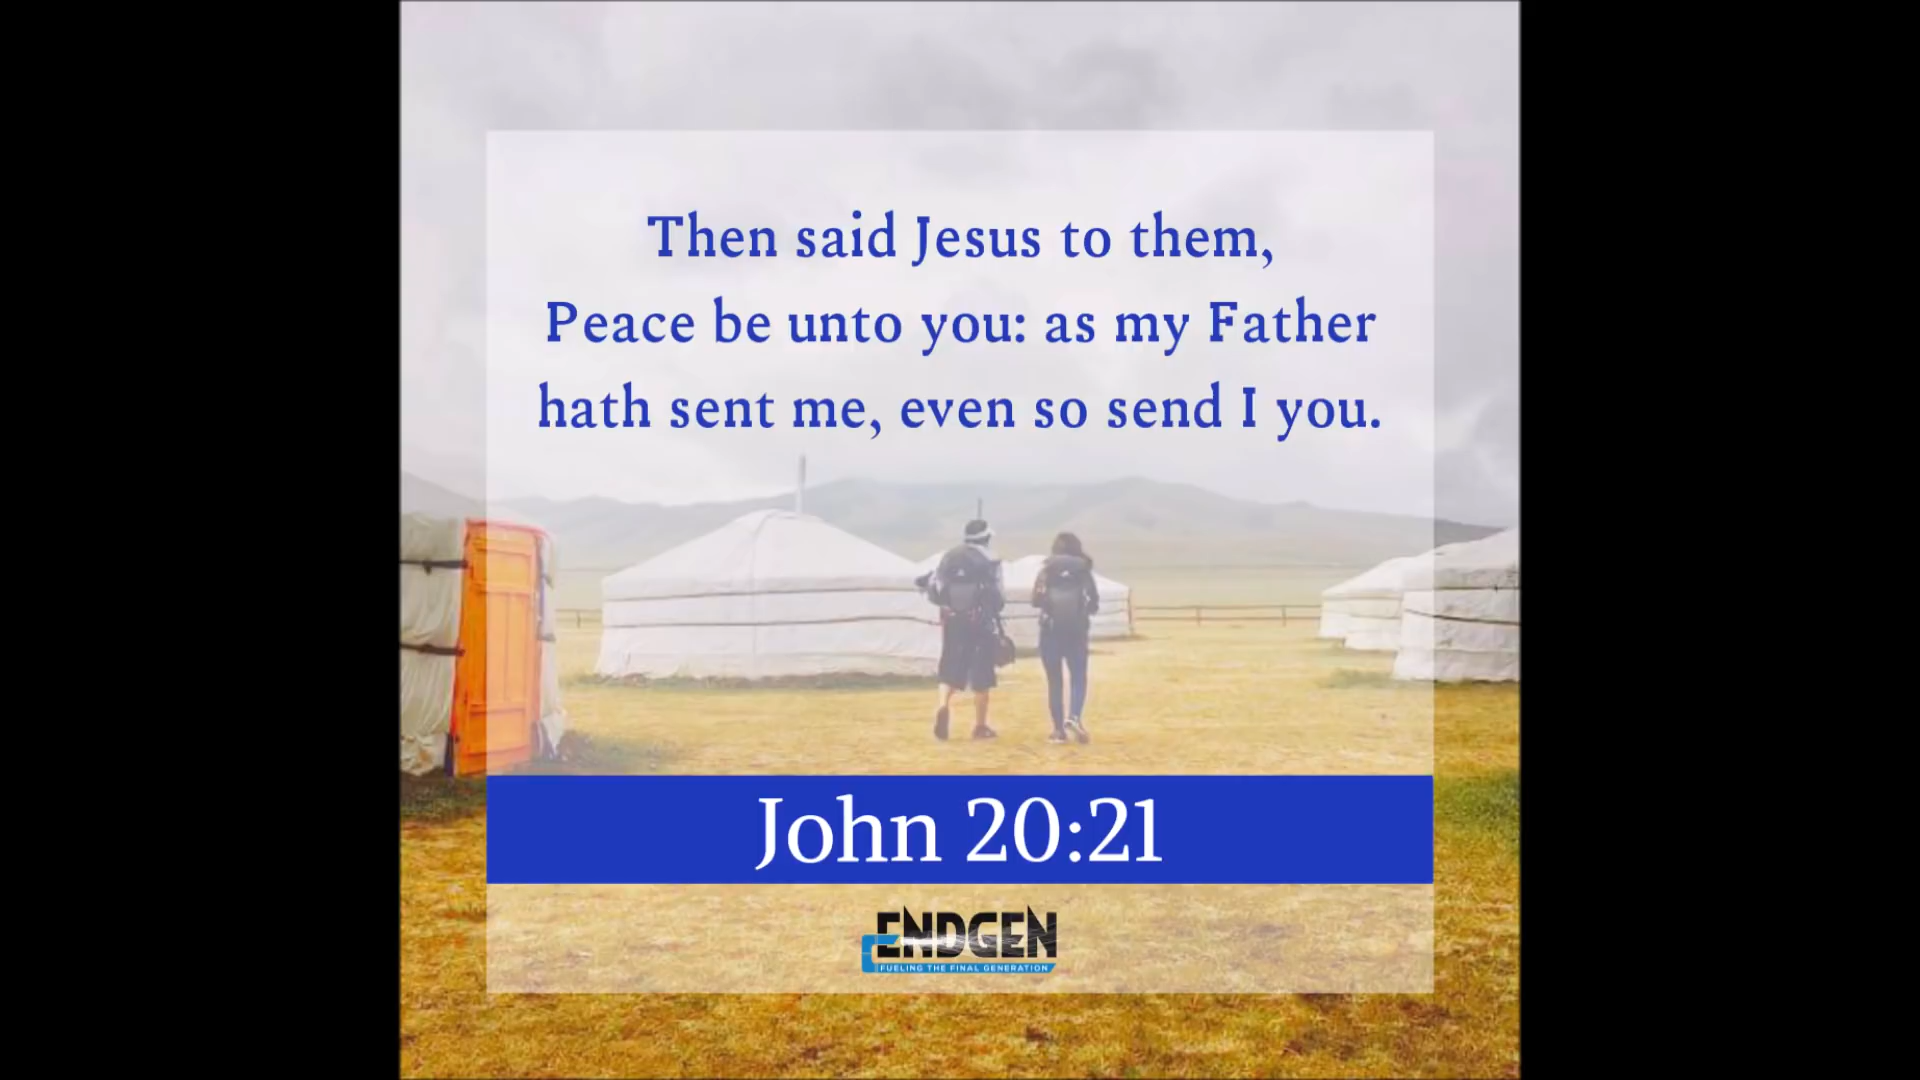 Then said Jesus to them,
Peace be unto you: as my Father
hath sent me, even so send I you.
John 20:21
ENDGEN
FUELING THE FINAL GENERATION